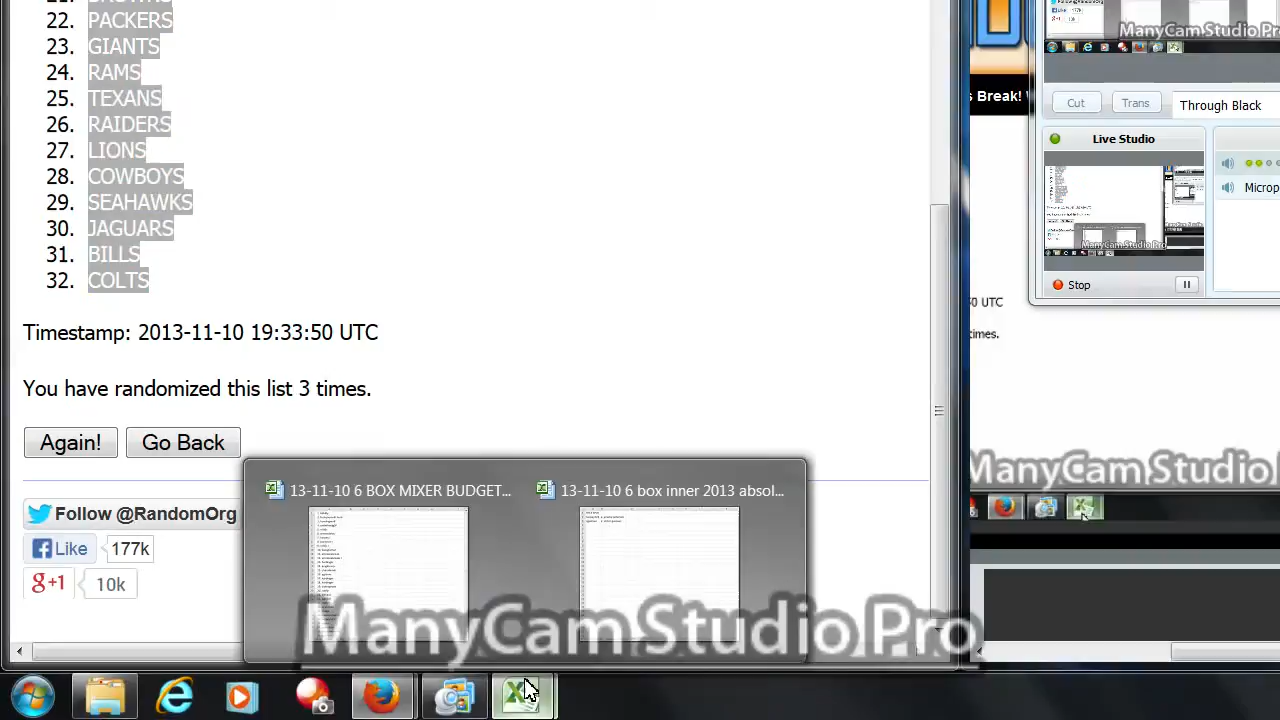 22. PACKERS
23. GIANTS
24. RAMS
25. TEXANS
26. RAIDERS
27. LIONS
28. COWBOYS
29. SEAHAWKS
30. JAGUARS
31. BILLS
32. COLTS
Timestamp: 2013-11-10 19:33:50 UTC
You have randomized this list 3 times.
Again! Go Back
Follow @RandomOrg
Like 177k
+1 10k
13-11-10 6 BOX MIXER BUDGET... 13-11-10 6 box inner 2013 absol...
ManyCam Studio Pro
ManyCam Studio Pro
s Break!
Cut Trans Through Black
Live Studio
ManyCam Studio Pro
Microp
Stop
UTC
times.
ManyCam Studio Pro